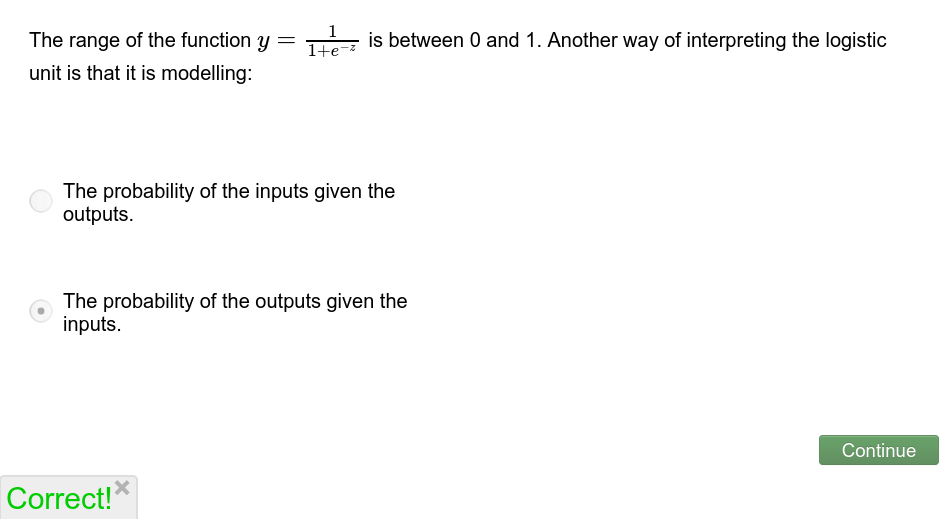 The range of the function y = 1/(1+e^{-z}) is between 0 and 1. Another way of interpreting the logistic
unit is that it is modelling:
The probability of the inputs given the
outputs.
The probability of the outputs given the
inputs.
Continue
Correct!